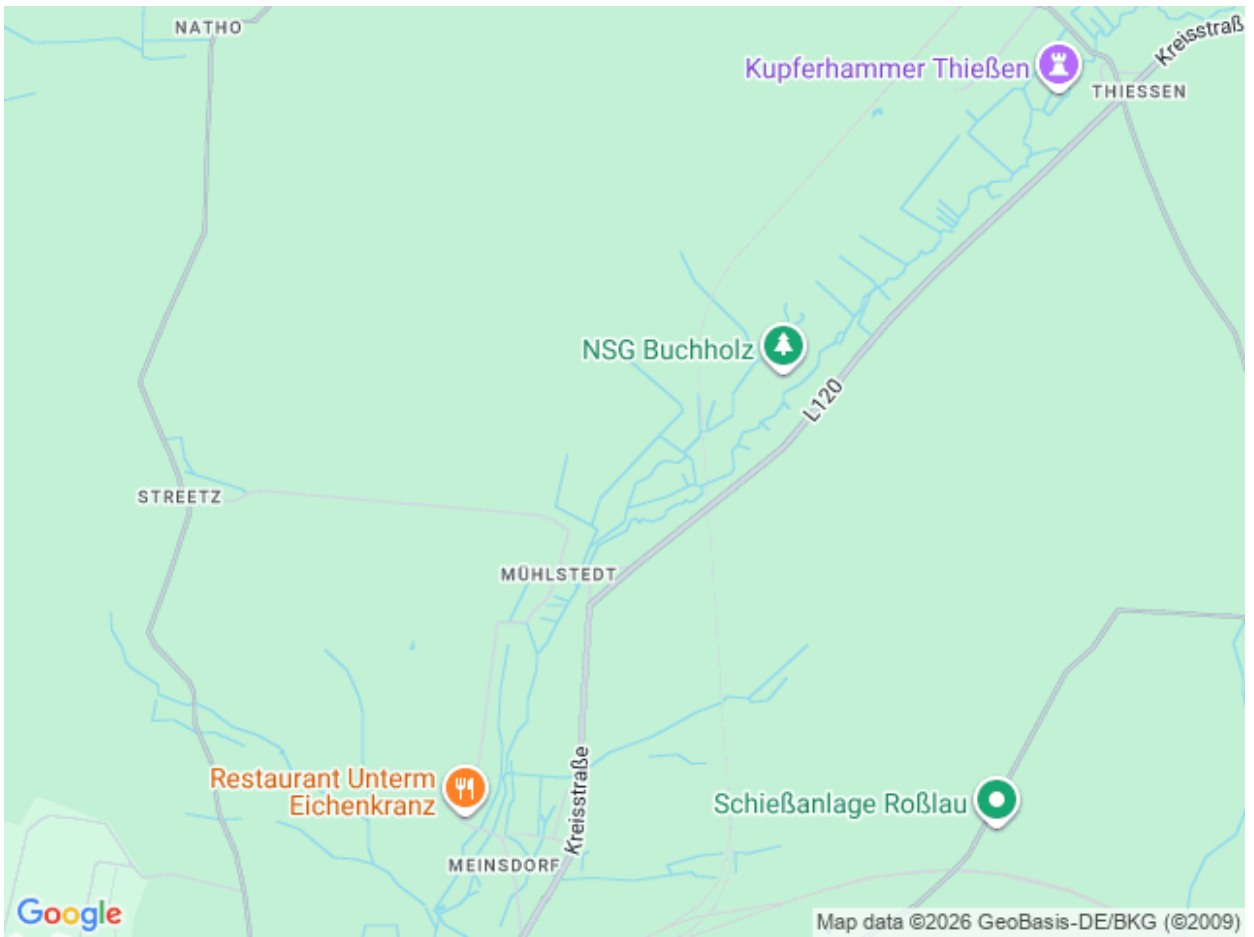 NATHO
Kreisstraß
Kupferhammer Thießen
THIESSEN
NSG Buchholz
L120
STREETZ
MÜHLSTEDT
Restaurant Unterm
Eichenkranz
Kreisstraße
Schießanlage Roßlau
MEINSDORF
Google
Map data ©2026 GeoBasis-DE/BKG (©2009)